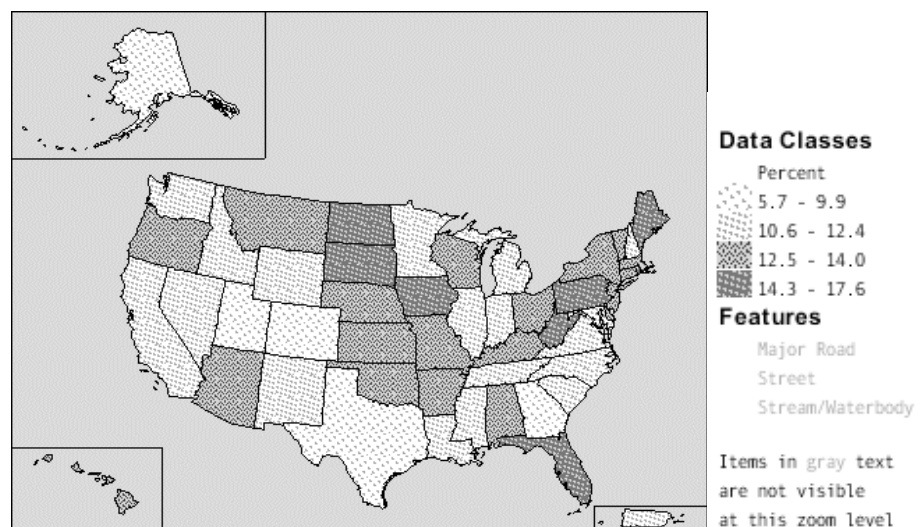 Data Classes
Percent
5.7 - 9.9
10.6 - 12.4
12.5 - 14.0
14.3 - 17.6
Features
Major Road
Street
Stream/Waterbody
Items in gray text
are not visible
at this zoom level